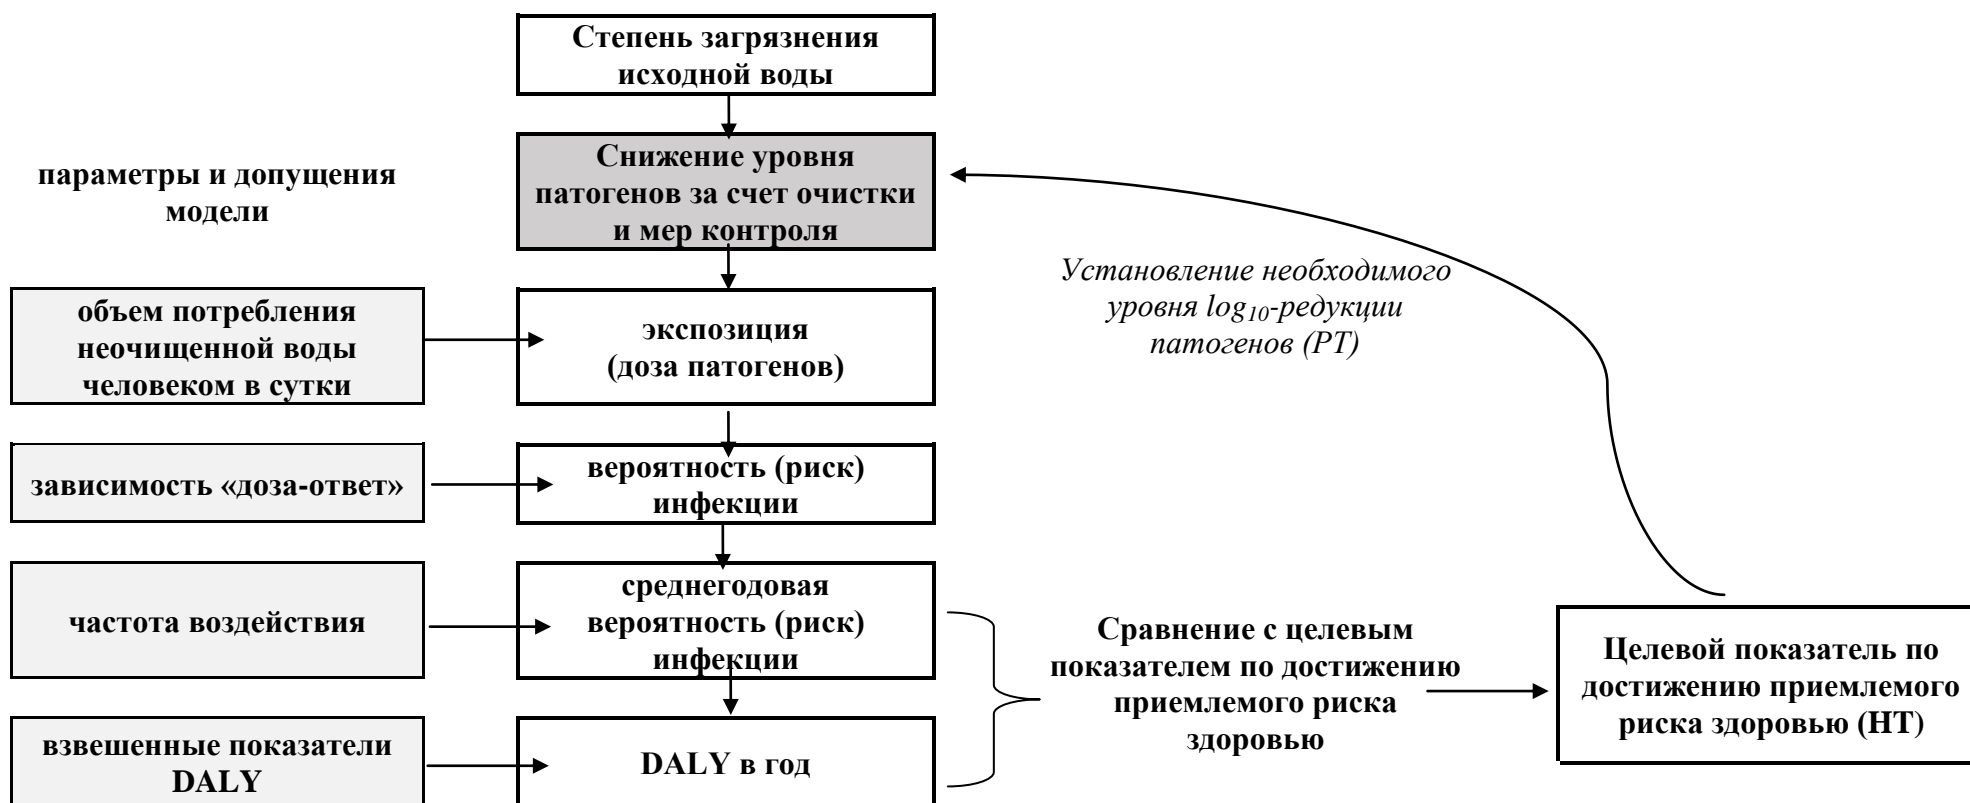 Степень загрязнения
исходной воды
Снижение уровня
патогенов за счет очистки
и мер контроля
параметры и допущения
модели
Установление необходимого
уровня log10-редукции
патогенов (РТ)
объем потребления
неочищенной воды
человеком в сутки
экспозиция
(доза патогенов)
зависимость «доза-ответ»
вероятность (риск)
инфекции
частота воздействия
среднегодовая
вероятность (риск)
инфекции
Сравнение с целевым
показателем по достижению
приемлемого риска
здоровью
Целевой показатель по
достижению приемлемого
риска здоровью (НТ)
взвешенные показатели
DALY
DALY в год